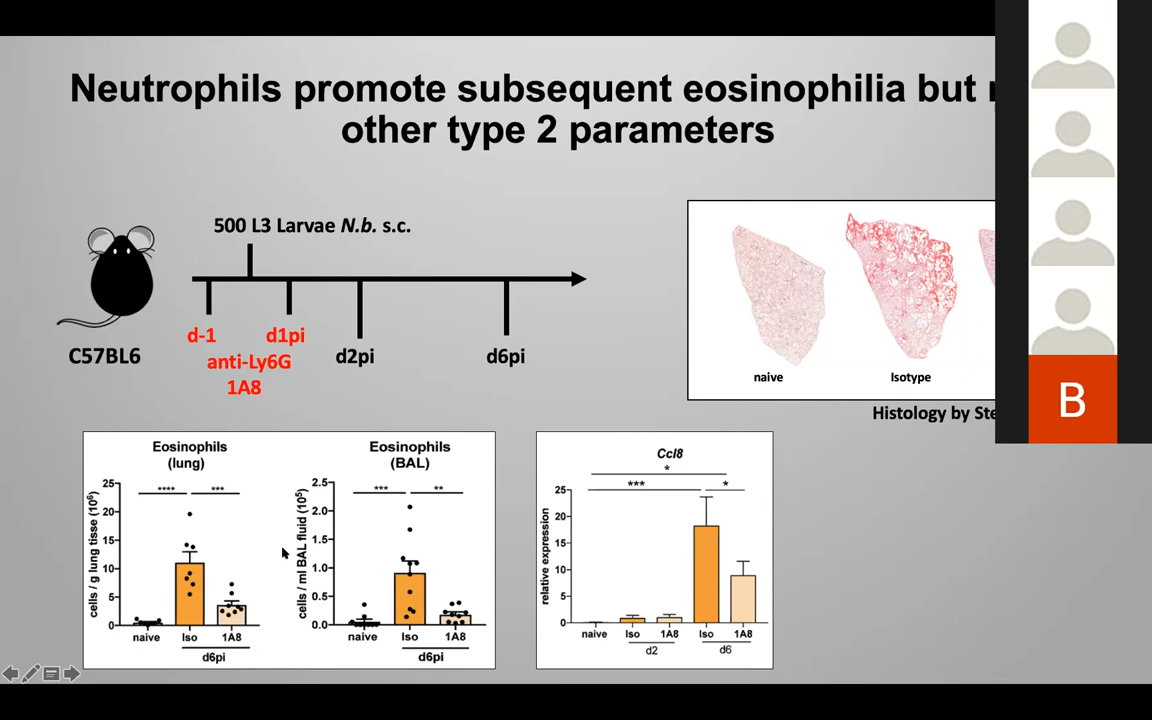 Neutrophils promote subsequent eosinophilia but
other type 2 parameters
500 L3 Larvae N.b. s.c.
d-1
d1pi
anti-Ly6G
1A8
d2pi
d6pi
C57BL6
naive
Isotype
Histology by
B
Eosinophils
(lung)
****
***
cells / g lung tisse (10⁶)
25
20
15
10
5
0
naive
Iso
1A8
d6pi
Eosinophils
(BAL)
***
**
cells / ml BAL fluid (10⁵)
2.5
2.0
1.5
1.0
0.5
0.0
naive
Iso
1A8
d6pi
Ccl8
*
***
*
relative expression
25
20
15
10
5
0
naive
Iso
1A8
Iso
1A8
d2
d6